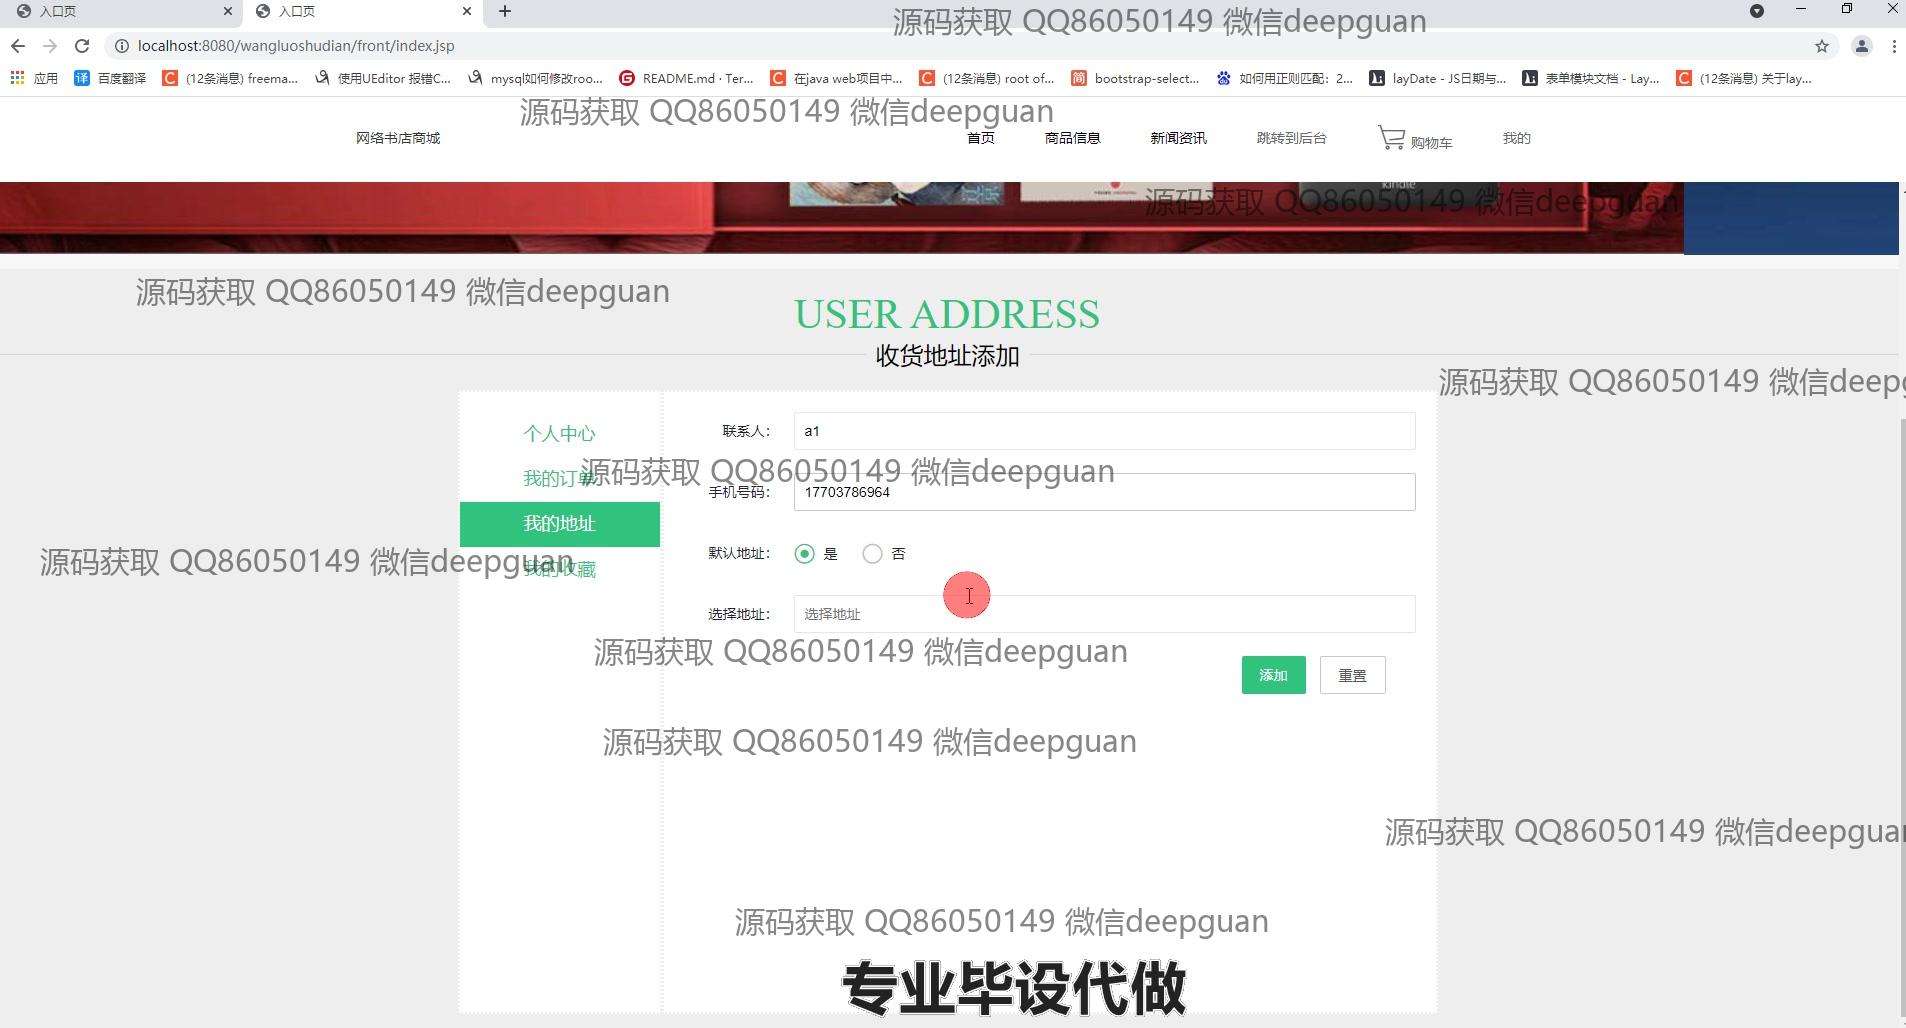 入口页
入口页
源码获取 QQ86050149 微信deepguan
localhost:8080/wangluoshudian/front/index.jsp
应用 百度翻译 (12条消息) freema... 使用UEditor 报错C... mysql如何修改roo... README.md · Ter... 在java web项目中... (12条消息) root of... bootstrap-select... 如何用正则匹配：2... layDate - JS日期与... 表单模块文档 - Lay... (12条消息) 关于lay...
源码获取 QQ86050149 微信deepguan
网络书店商城 首页 商品信息 新闻资讯 跳转到后台 购物车 我的
kindle
源码获取 QQ86050149 微信deepguan
源码获取 QQ86050149 微信deepguan
USER ADDRESS
收货地址添加
源码获取 QQ86050149 微信deepg
个人中心
联系人： a1
我的订单
源码获取 QQ86050149 微信deepguan
手机号码： 17703786964
我的地址
默认地址： 是 否
源码获取 QQ86050149 微信deepguan
我的收藏
选择地址： 选择地址
源码获取 QQ86050149 微信deepguan
添加 重置
源码获取 QQ86050149 微信deepguan
源码获取 QQ86050149 微信deepguan
源码获取 QQ86050149 微信deepguan
专业毕设代做